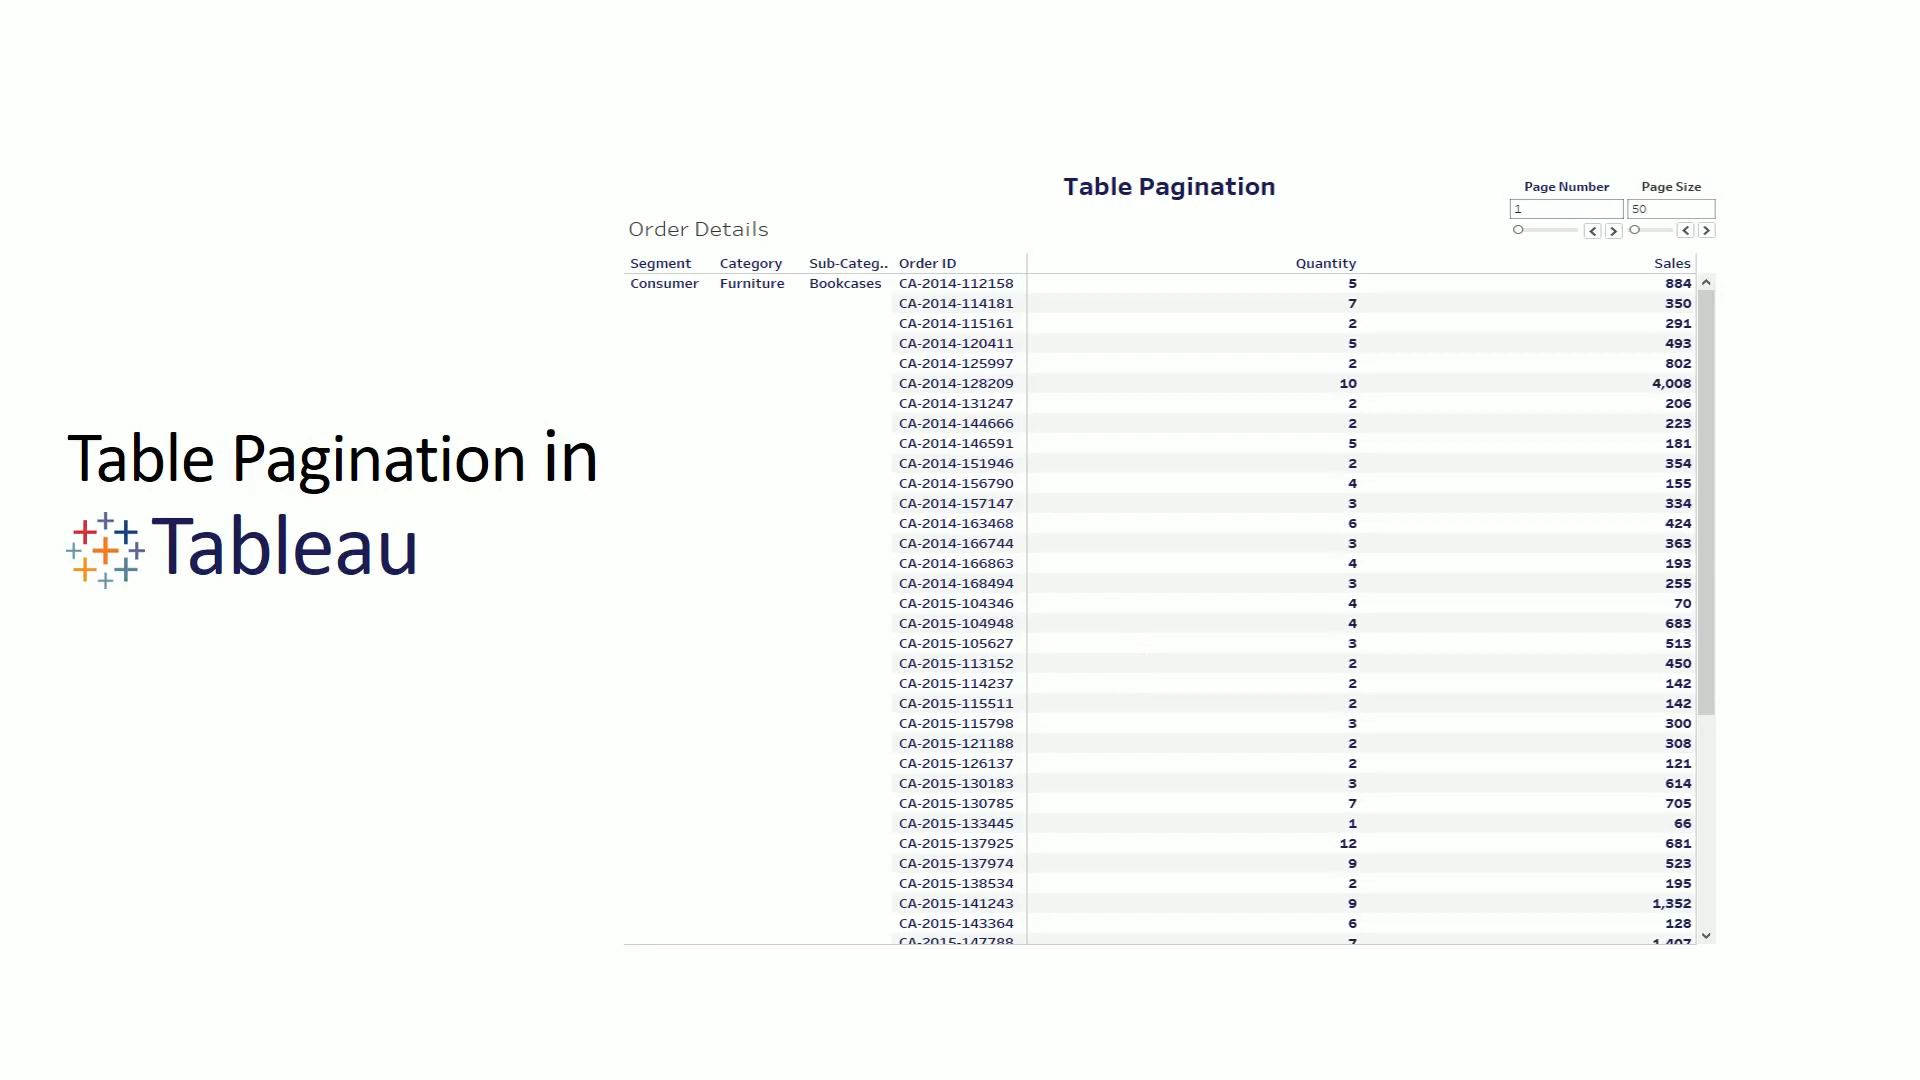 Table Pagination in
Tableau
Table Pagination
Page Number Page Size
1 50
Order Details
Segment Category Sub-Categ.. Order ID Quantity Sales
Consumer Furniture Bookcases CA-2014-112158 5 884
CA-2014-114181 7 350
CA-2014-115161 2 291
CA-2014-120411 5 493
CA-2014-125997 2 802
CA-2014-128209 10 4,008
CA-2014-131247 2 206
CA-2014-144666 2 223
CA-2014-146591 5 181
CA-2014-151946 2 354
CA-2014-156790 4 155
CA-2014-157147 3 334
CA-2014-163468 6 424
CA-2014-166744 3 363
CA-2014-166863 4 193
CA-2014-168494 3 255
CA-2015-104346 4 70
CA-2015-104948 4 683
CA-2015-105627 3 513
CA-2015-113152 2 450
CA-2015-114237 2 142
CA-2015-115511 2 142
CA-2015-115798 3 300
CA-2015-121188 2 308
CA-2015-126137 2 121
CA-2015-130183 3 614
CA-2015-130785 7 705
CA-2015-133445 1 66
CA-2015-137925 12 681
CA-2015-137974 9 523
CA-2015-138534 2 195
CA-2015-141243 9 1,352
CA-2015-143364 6 128
CA-2015-147788 7 1,407